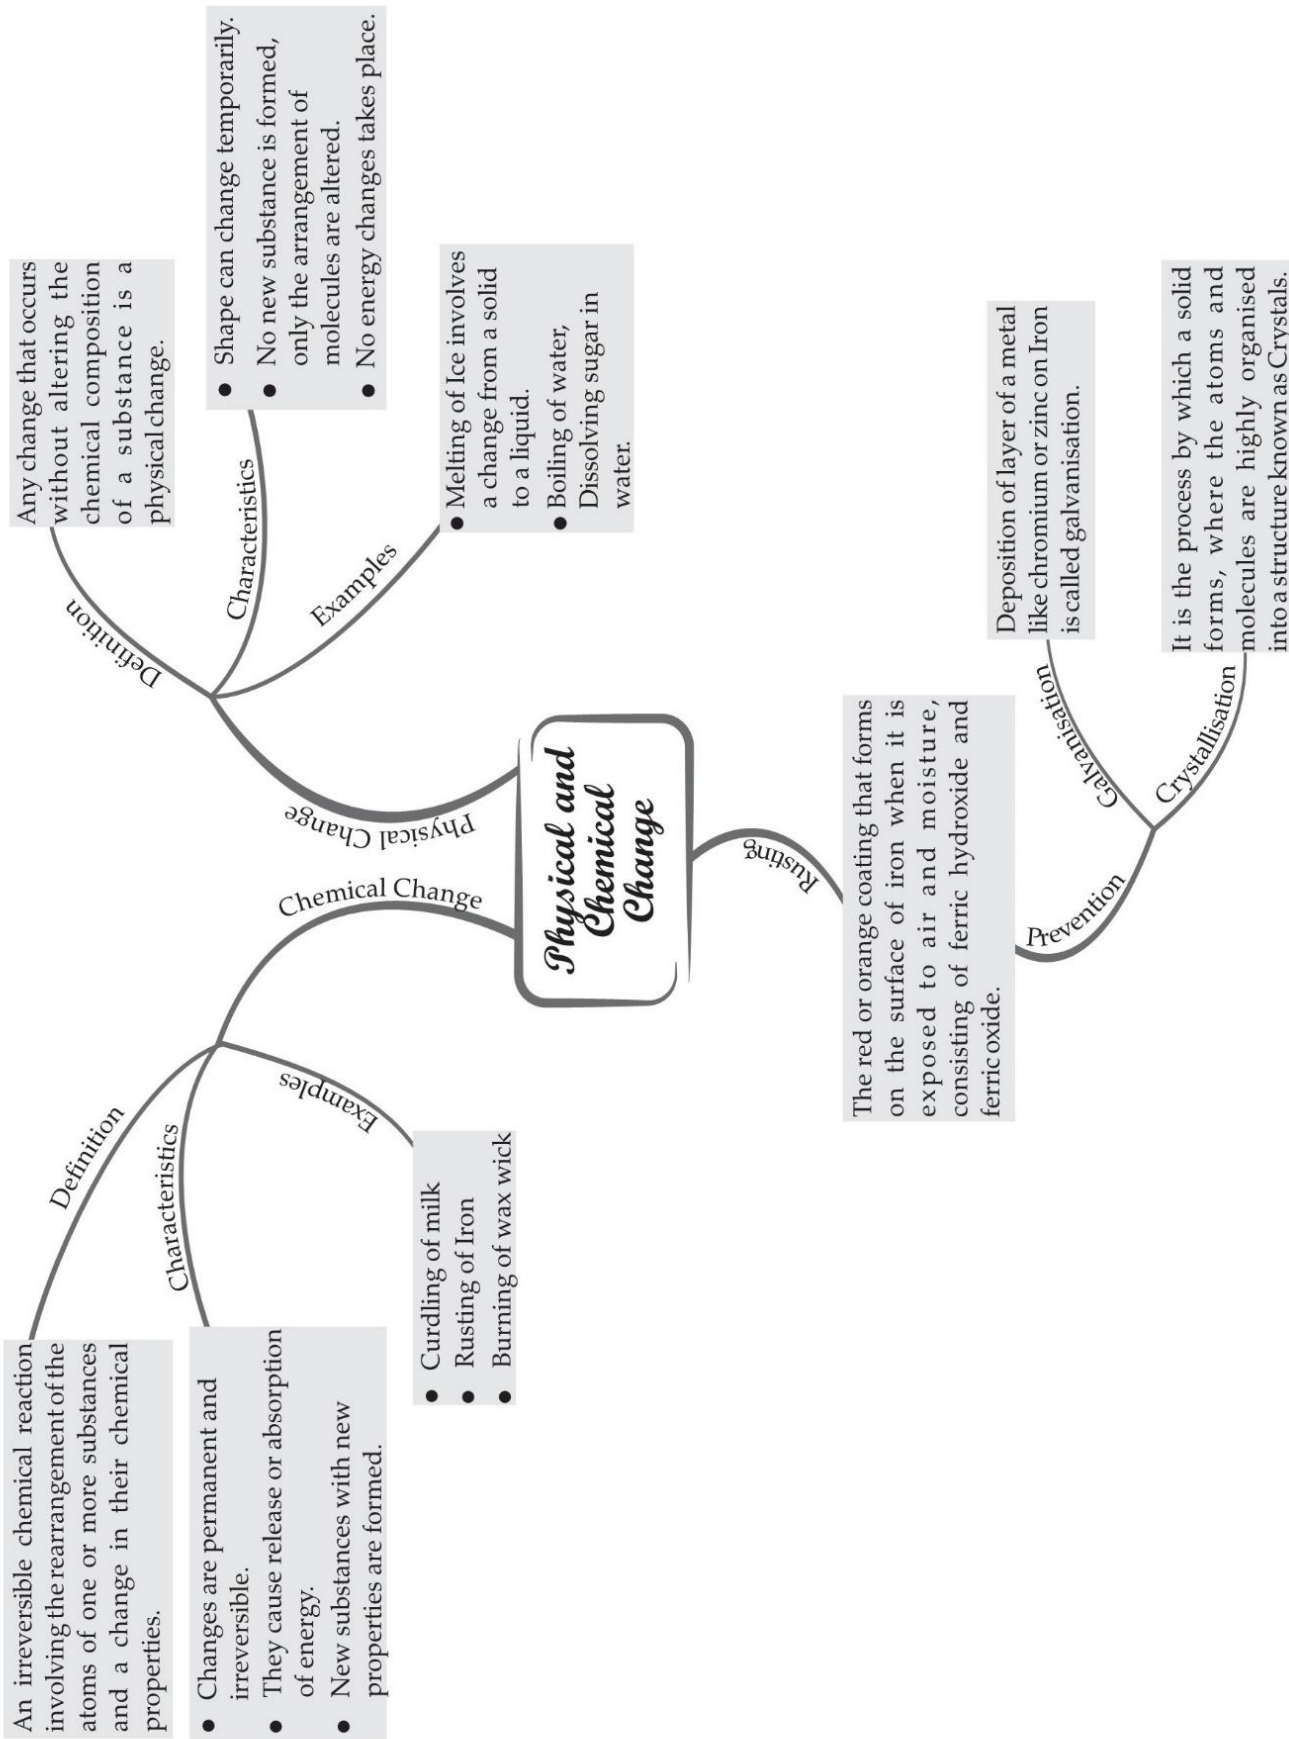 An irreversible chemical reaction
involving the rearrangement of the
atoms of one or more substances
and a change in their chemical
properties.
Definition
Characteristics
● Changes are permanent and
irreversible.
● They cause release or absorption
of energy.
● New substances with new
properties are formed.
Examples
● Curdling of milk
● Rusting of Iron
● Burning of wax wick
Chemical Change
Physical and
Chemical
Change
Physical Change
Definition
Any change that occurs
without altering the
chemical composition
of a substance is a
physical change.
Characteristics
● Shape can change temporarily.
● No new substance is formed,
only the arrangement of
molecules are altered.
● No energy changes takes place.
Examples
● Melting of Ice involves
a change from a solid
to a liquid.
● Boiling of water,
Dissolving sugar in
water.
Rusting
The red or orange coating that forms
on the surface of iron when it is
exposed to air and moisture,
consisting of ferric hydroxide and
ferric oxide.
Prevention
Galvanisation
Deposition of layer of a metal
like chromium or zinc on Iron
is called galvanisation.
Crystallisation
It is the process by which a solid
forms, where the atoms and
molecules are highly organised
into a structure known as Crystals.